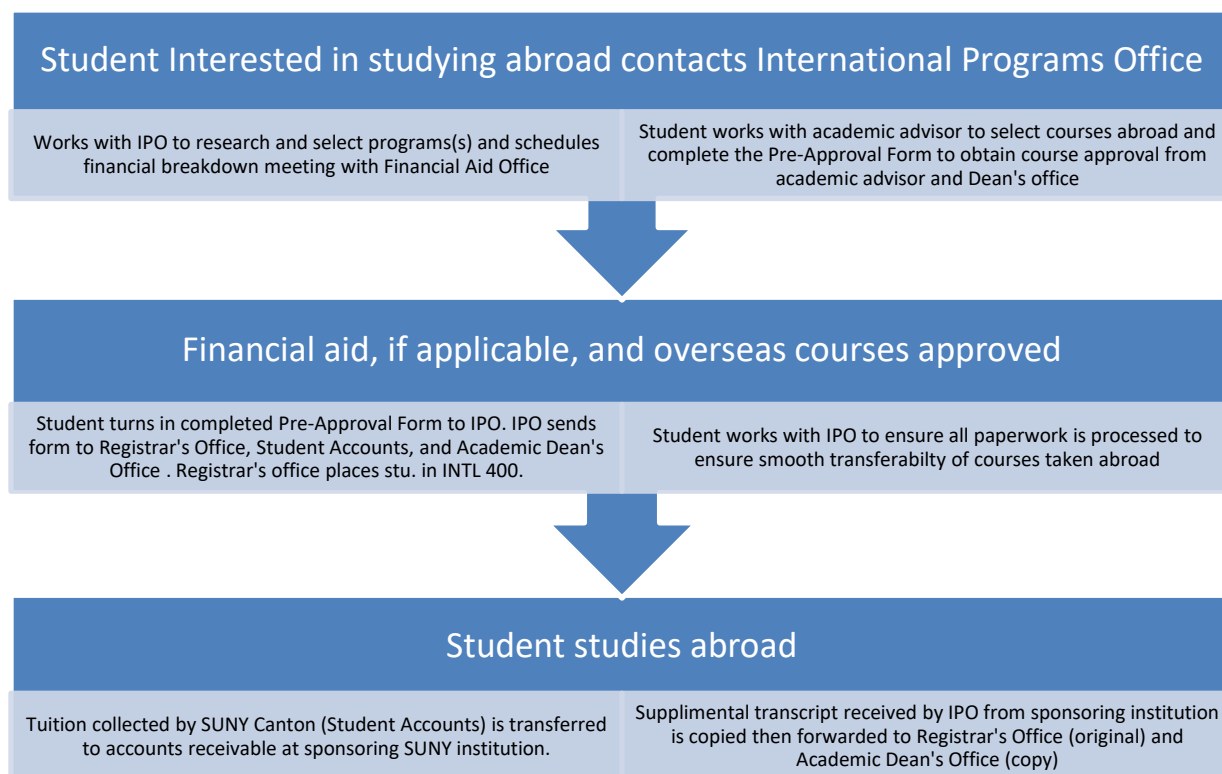 Student Interested in studying abroad contacts International Programs Office
Works with IPO to research and select programs(s) and schedules
financial breakdown meeting with Financial Aid Office
Student works with academic advisor to select courses abroad and
complete the Pre-Approval Form to obtain course approval from
academic advisor and Dean's office
Financial aid, if applicable, and overseas courses approved
Student turns in completed Pre-Approval Form to IPO. IPO sends
form to Registrar's Office, Student Accounts, and Academic Dean's
Office . Registrar's office places stu. in INTL 400.
Student works with IPO to ensure all paperwork is processed to
ensure smooth transferabilty of courses taken abroad
Student studies abroad
Tuition collected by SUNY Canton (Student Accounts) is transferred
to accounts receivable at sponsoring SUNY institution.
Supplimental transcript received by IPO from sponsoring institution
is copied then forwarded to Registrar's Office (original) and
Academic Dean's Office (copy)